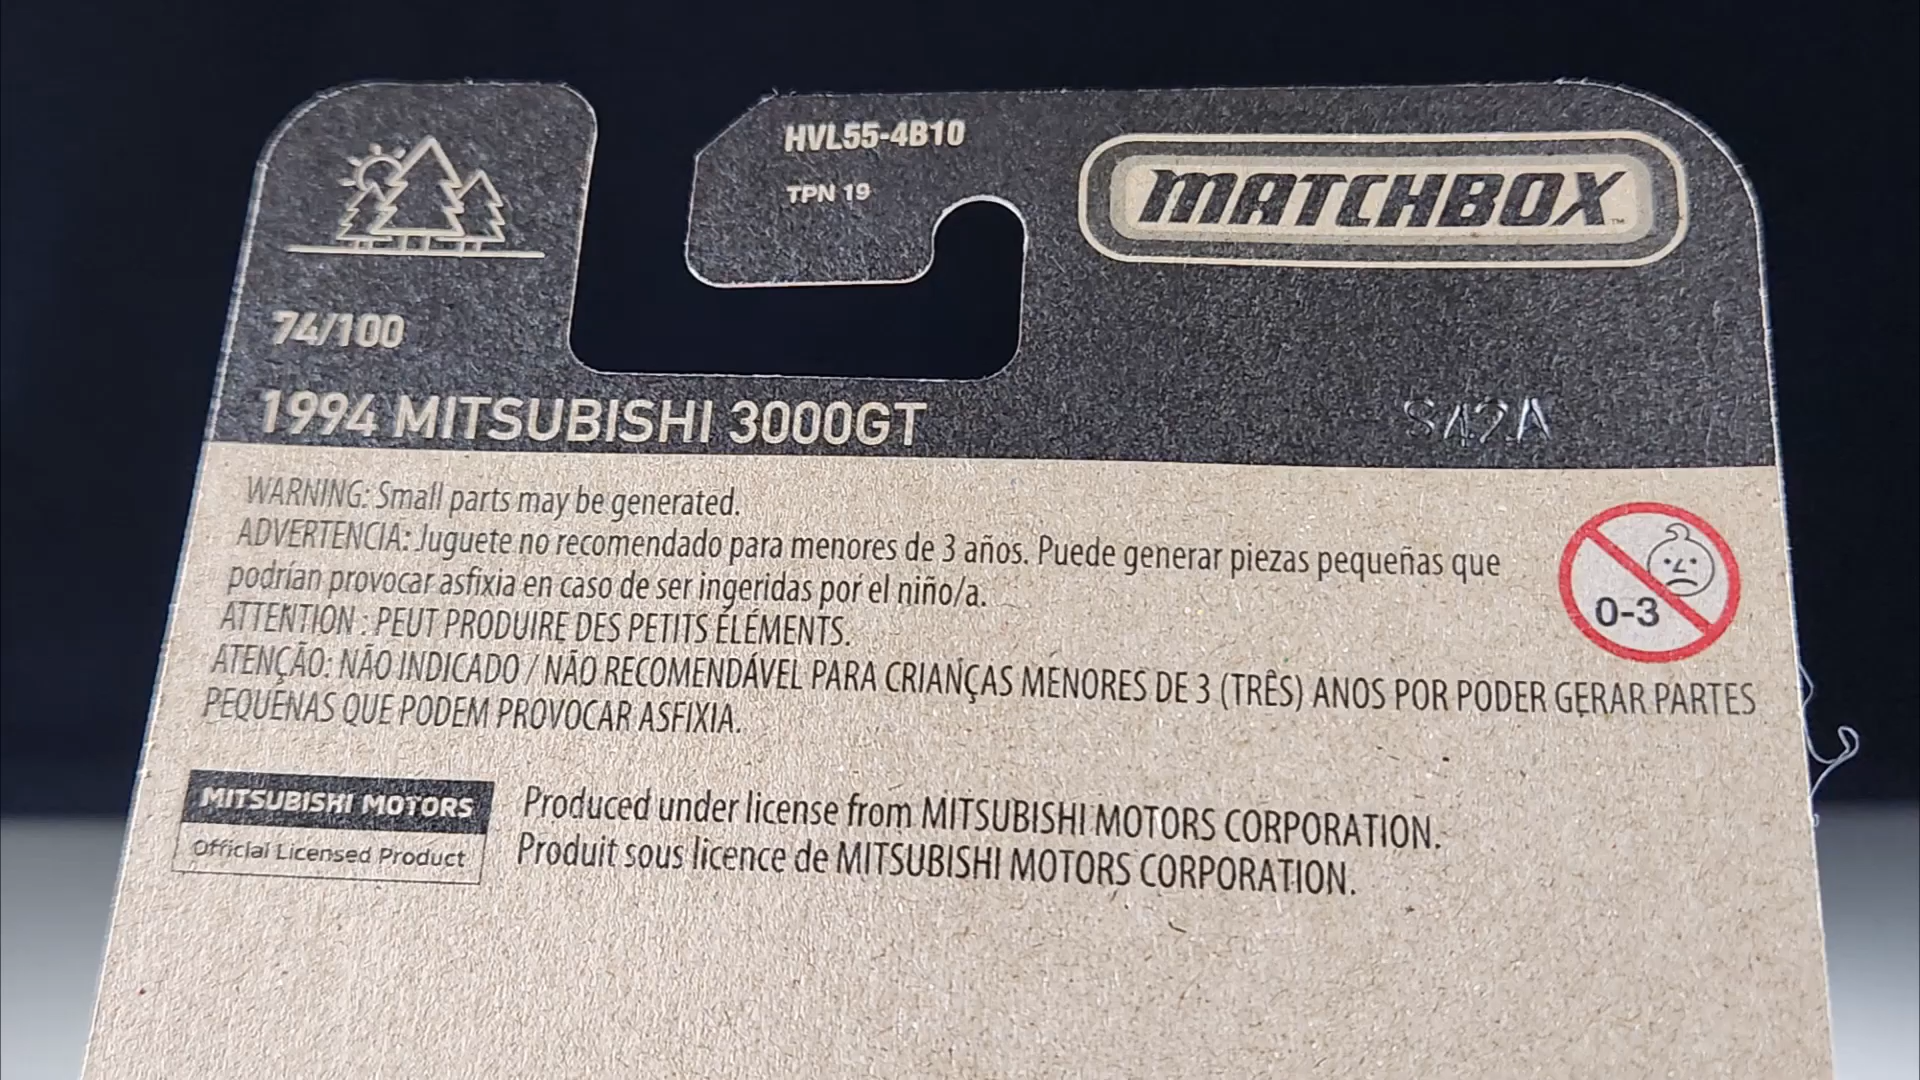 HVL55-4B10
TPN 19
MATCHBOX™
74/100
1994 MITSUBISHI 3000GT
S42A
WARNING: Small parts may be generated.
ADVERTENCIA: Juguete no recomendado para menores de 3 años. Puede generar piezas pequeñas que
podrían provocar asfixia en caso de ser ingeridas por el niño/a.
0-3
ATTENTION : PEUT PRODUIRE DES PETITS ÉLÉMENTS.
ATENÇÃO: NÃO INDICADO / NÃO RECOMENDÁVEL PARA CRIANÇAS MENORES DE 3 (TRÊS) ANOS POR PODER GERAR PARTES
PEQUENAS QUE PODEM PROVOCAR ASFIXIA.
MITSUBISHI MOTORS
Official Licensed Product
Produced under license from MITSUBISHI MOTORS CORPORATION.
Produit sous licence de MITSUBISHI MOTORS CORPORATION.